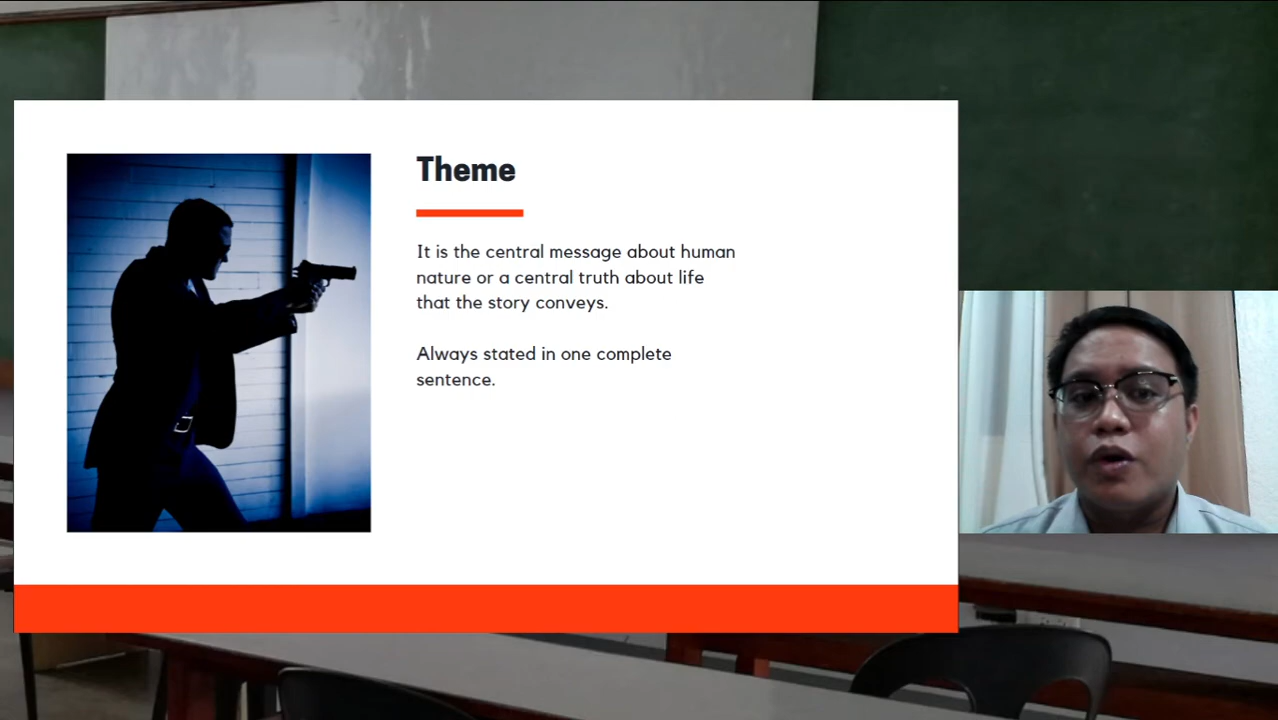 Theme
It is the central message about human
nature or a central truth about life
that the story conveys.
Always stated in one complete
sentence.